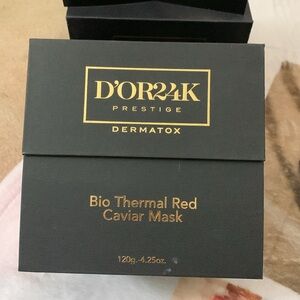 D'OR24K
PRESTIGE
DERMATOX
Bio Thermal Red
Caviar Mask
120g.-4.25oz.